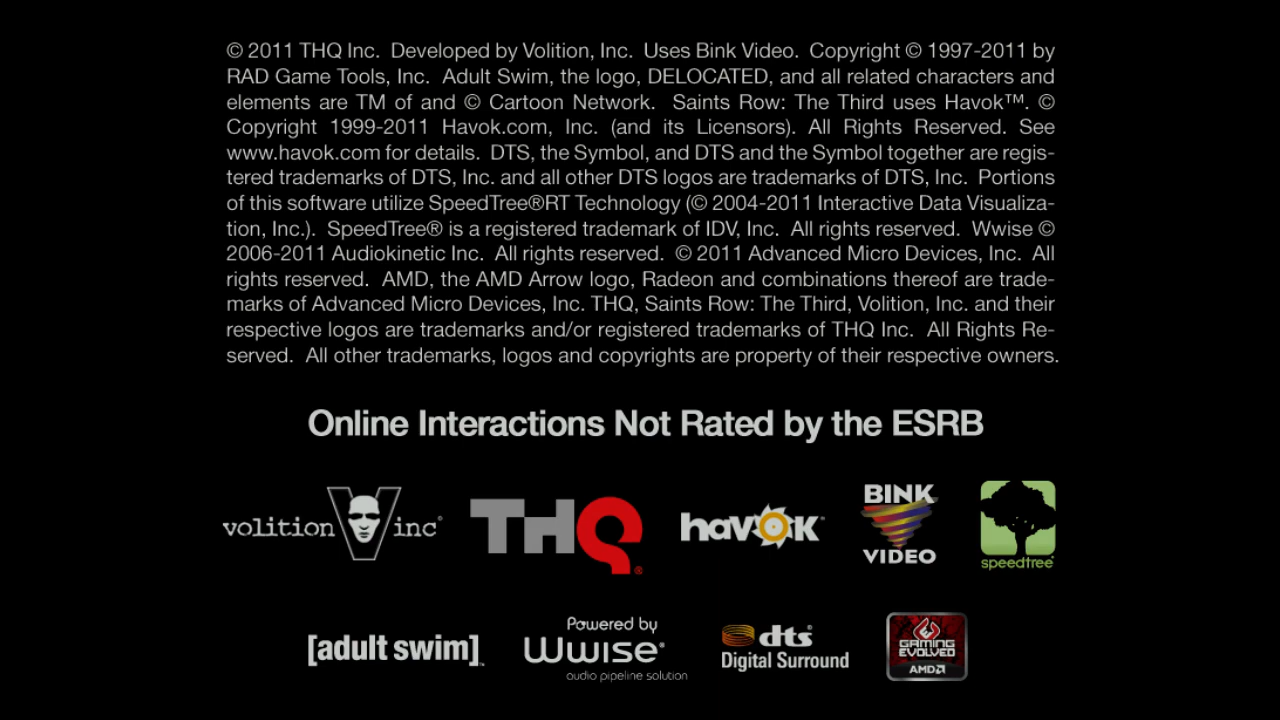 © 2011 THQ Inc.  Developed by Volition, Inc.  Uses Bink Video.  Copyright © 1997-2011 by
RAD Game Tools, Inc.  Adult Swim, the logo, DELOCATED, and all related characters and
elements are TM of and © Cartoon Network.  Saints Row: The Third uses Havok™. ©
Copyright 1999-2011 Havok.com, Inc. (and its Licensors). All Rights Reserved. See
www.havok.com for details.  DTS, the Symbol, and DTS and the Symbol together are regis-
tered trademarks of DTS, Inc. and all other DTS logos are trademarks of DTS, Inc.  Portions
of this software utilize SpeedTree®RT Technology (© 2004-2011 Interactive Data Visualiza-
tion, Inc.).  SpeedTree® is a registered trademark of IDV, Inc.  All rights reserved.  Wwise ©
2006-2011 Audiokinetic Inc.  All rights reserved.  © 2011 Advanced Micro Devices, Inc.  All
rights reserved.  AMD, the AMD Arrow logo, Radeon and combinations thereof are trade-
marks of Advanced Micro Devices, Inc. THQ, Saints Row: The Third, Volition, Inc. and their
respective logos are trademarks and/or registered trademarks of THQ Inc.  All Rights Re-
served.  All other trademarks, logos and copyrights are property of their respective owners.
Online Interactions Not Rated by the ESRB
volition V inc®
THQ®
havok
BINK
VIDEO
speedtree
[adult swim]™
Powered by
Wwise®
audio pipeline solution
dts
Digital Surround
GAMING
EVOLVED
AMD